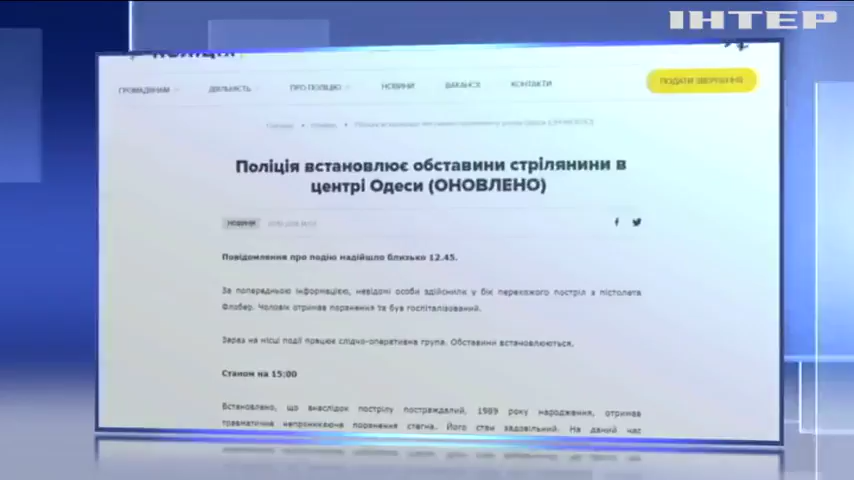 ІНТЕР
ПОЛІЦІЯ
ГРОМАДЯНАМ ДІЯЛЬНІСТЬ ПРО ПОЛІЦІЮ НОВИНИ ВАКАНСІЇ КОНТАКТИ ПОДАТИ ЗВЕРНЕННЯ
Поліція встановлює обставини стрілянини в
центрі Одеси (ОНОВЛЕНО)
НОВИНИ
Повідомлення про подію надійшло близько 12.45.
За попередньою інформацією, невідомі особи здійснили у бік перехожого постріл з пістолета
Флобер. Чоловік отримав поранення та був госпіталізований.
Зараз на місці події працює слідчо-оперативна група. Обставини встановлюються.
Станом на 15:00
Встановлено, що внаслідок пострілу постраждалий, 1989 року народження, отримав
травматичне непроникаюче поранення стегна. Його стан задовільний. На даний час